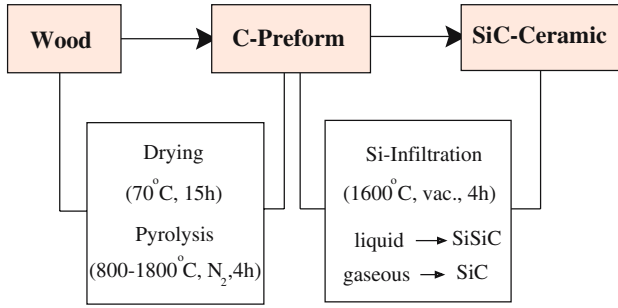 Wood
C-Preform
SiC-Ceramic
Drying
(70°C, 15h)
Pyrolysis
(800-1800°C, N₂,4h)
Si-Infiltration
(1600°C, vac., 4h)
liquid → SiSiC
gaseous → SiC